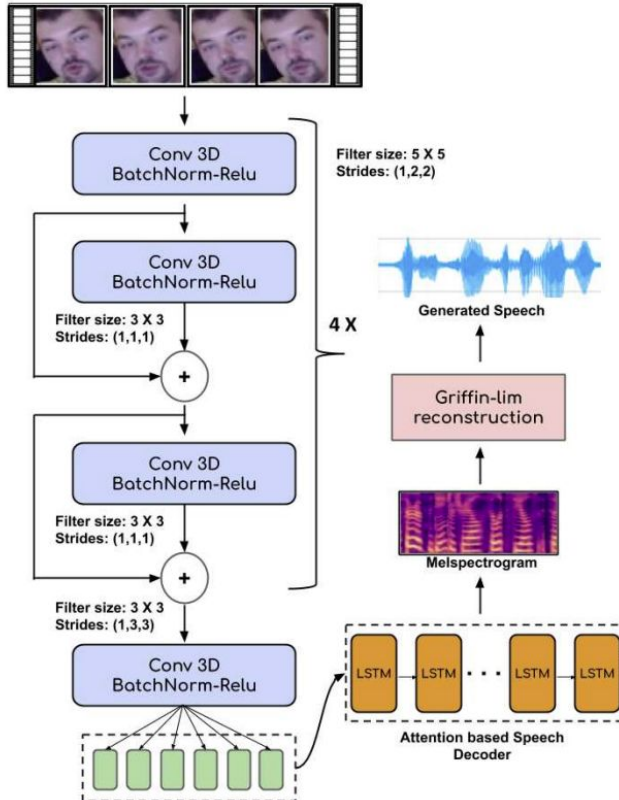 Conv 3D
BatchNorm-Relu
Filter size: 5 X 5
Strides: (1,2,2)
Conv 3D
BatchNorm-Relu
Filter size: 3 X 3
Strides: (1,1,1)
+
4 X
Conv 3D
BatchNorm-Relu
Filter size: 3 X 3
Strides: (1,1,1)
+
Filter size: 3 X 3
Strides: (1,3,3)
Conv 3D
BatchNorm-Relu
Generated Speech
Griffin-lim
reconstruction
Melspectrogram
LSTM
LSTM
LSTM
LSTM
Attention based Speech
Decoder